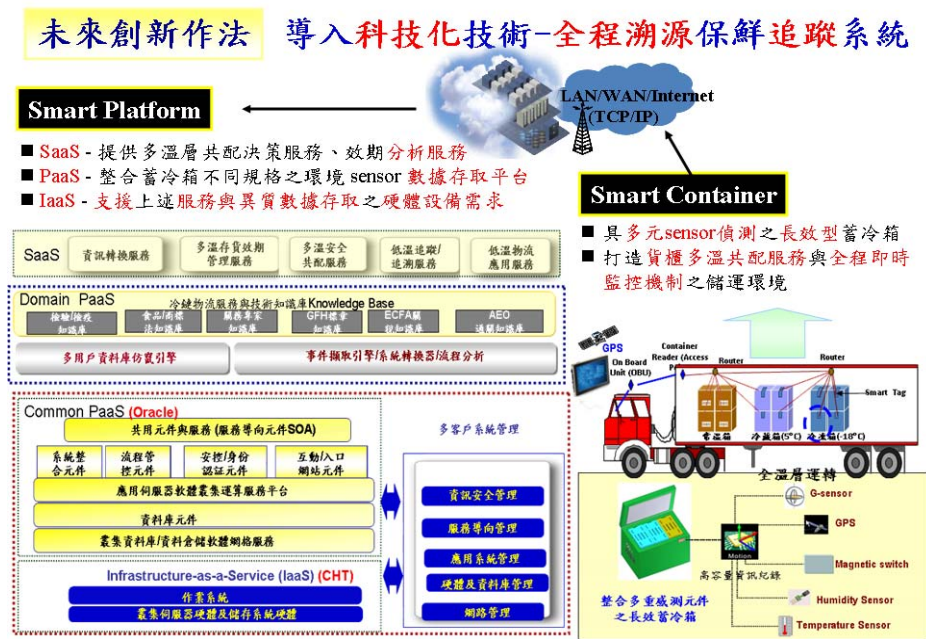 未來創新作法 導入科技化技術-全程溯源保鮮追蹤系統
LAN/WAN/Internet
(TCP/IP)
Smart Platform
■ SaaS - 提供多溫層共配決策服務、效期分析服務
■ PaaS - 整合蓄冷箱不同規格之環境 sensor 數據存取平台
■ IaaS - 支援上述服務與異質數據存取之硬體設備需求
Smart Container
■ 具多元sensor偵測之長效型蓄冷箱
■ 打造貨櫃多溫共配服務與全程即時
監控機制之儲運環境
SaaS
資訊轉換服務
多溫存貨效期
管理服務
多溫安全
共配服務
低溫追蹤/
追溯服務
低溫物流
應用服務
Domain PaaS
冷鏈物流服務與技術知識庫Knowledge Base
檢驗/檢疫
知識庫
食品/商標
法知識庫
關務專家
知識庫
GFH標章
知識庫
ECFA關
稅知識庫
AEO
通關知識庫
多用戶資料庫仿竄引擎
事件擷取引擎/系統轉換器/流程分析
Common PaaS (Oracle)
共用元件與服務 (服務導向元件SOA)
系統整
合元件
流程管
控元件
安控/身份
認証元件
互動/入口
網站元件
應用伺服器軟體叢集運算服務平台
資料庫元件
叢集資料庫/資料倉儲軟體網格服務
Infrastructure-as-a-Service (IaaS) (CHT)
作業系統
叢集伺服器硬體及儲存系統硬體
多客戶系統管理
資訊安全管理
服務導向管理
應用系統管理
硬體及資料庫管理
網路管理
GPS
On Board
Unit (OBU)
Container
Reader (Access
Router
Router
Smart Tag
常溫箱
冷藏箱(5°C)
冷凍箱(-18°C)
全溫層運轉
G-sensor
GPS
Motion
Magnetic switch
高容量資訊紀錄
Humidity Sensor
Temperature Sensor
整合多重感測元件
之長效蓄冷箱